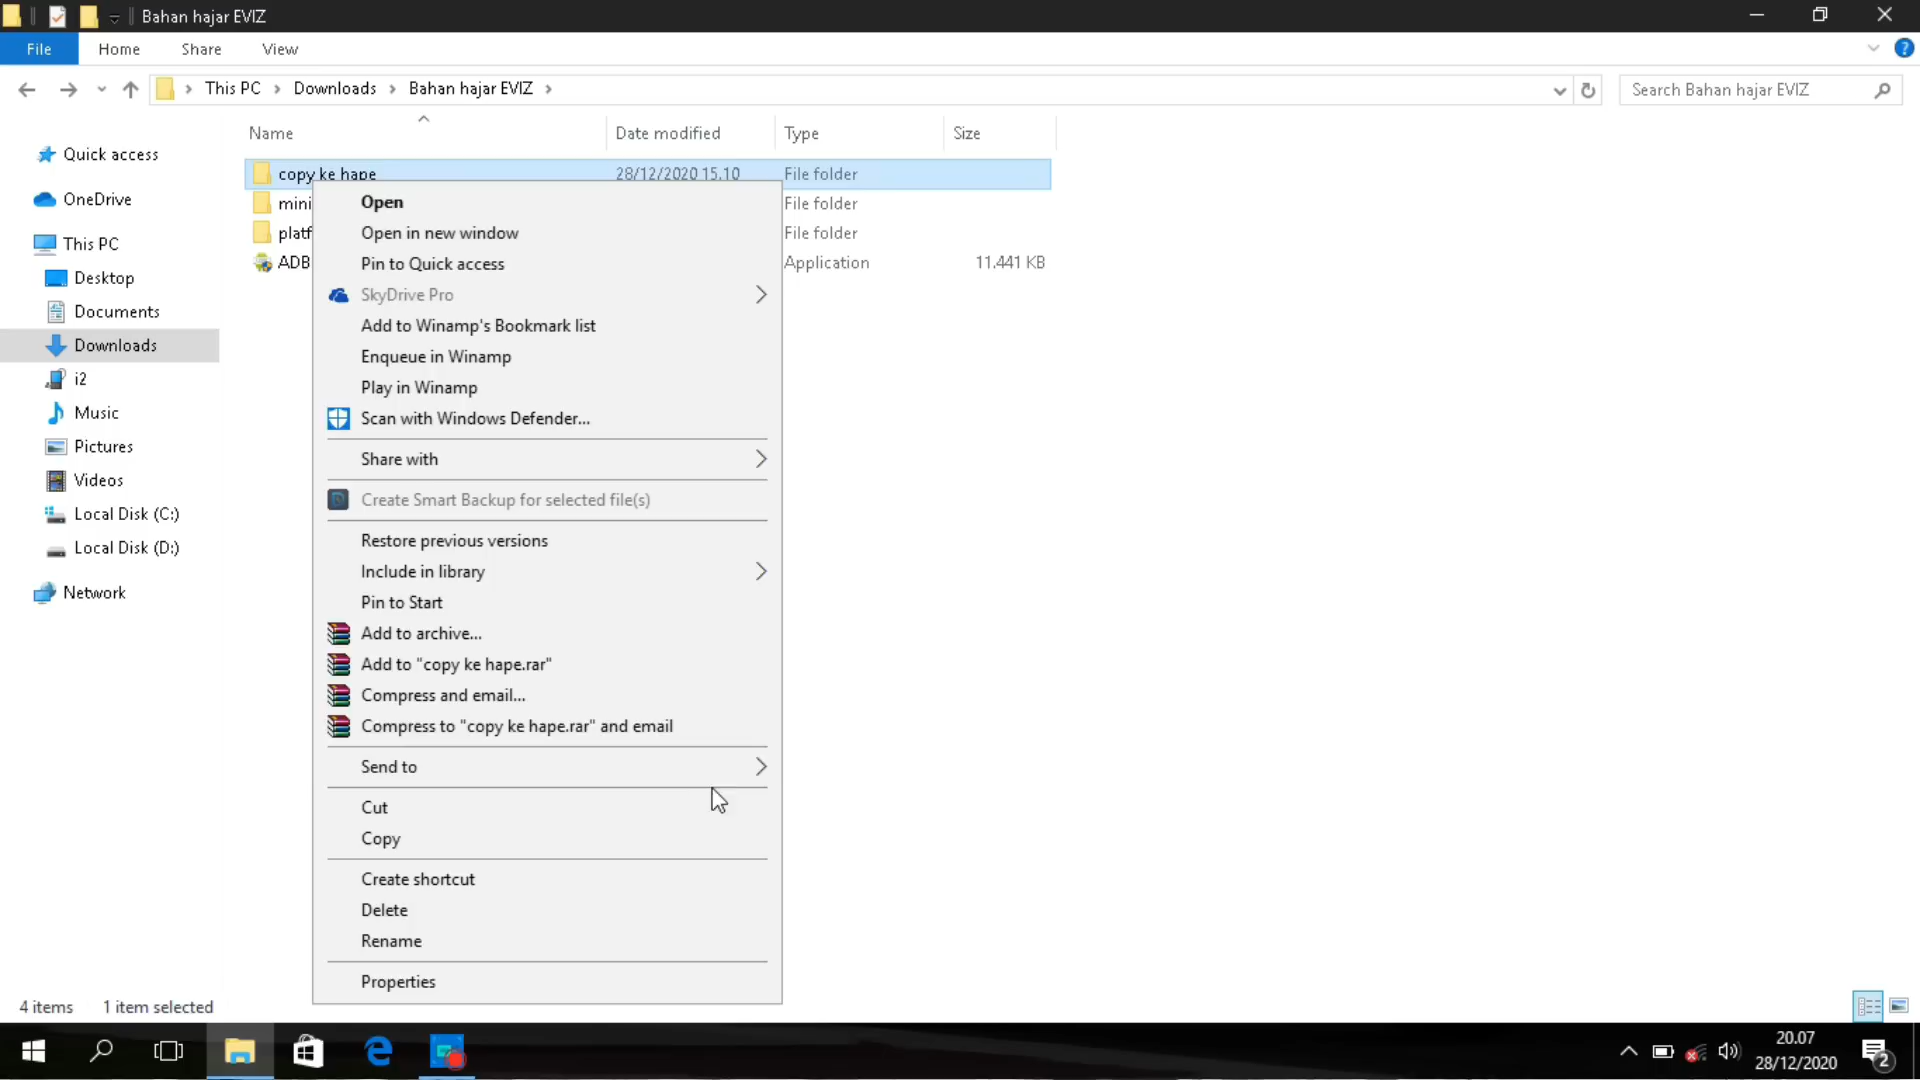 Bahan hajar EVIZ
File Home Share View
This PC Downloads Bahan hajar EVIZ
Search Bahan hajar EVIZ
Name Date modified Type Size
Quick access
OneDrive
This PC
Desktop
Documents
Downloads
i2
Music
Pictures
Videos
Local Disk (C:)
Local Disk (D:)
Network
copy ke hape 28/12/2020 15.10 File folder
mini File folder
platf File folder
ADB Application 11.441 KB
Open
Open in new window
Pin to Quick access
SkyDrive Pro
Add to Winamp's Bookmark list
Enqueue in Winamp
Play in Winamp
Scan with Windows Defender...
Share with
Create Smart Backup for selected file(s)
Restore previous versions
Include in library
Pin to Start
Add to archive...
Add to "copy ke hape.rar"
Compress and email...
Compress to "copy ke hape.rar" and email
Send to
Cut
Copy
Create shortcut
Delete
Rename
Properties
4 items 1 item selected
20.07
28/12/2020
2